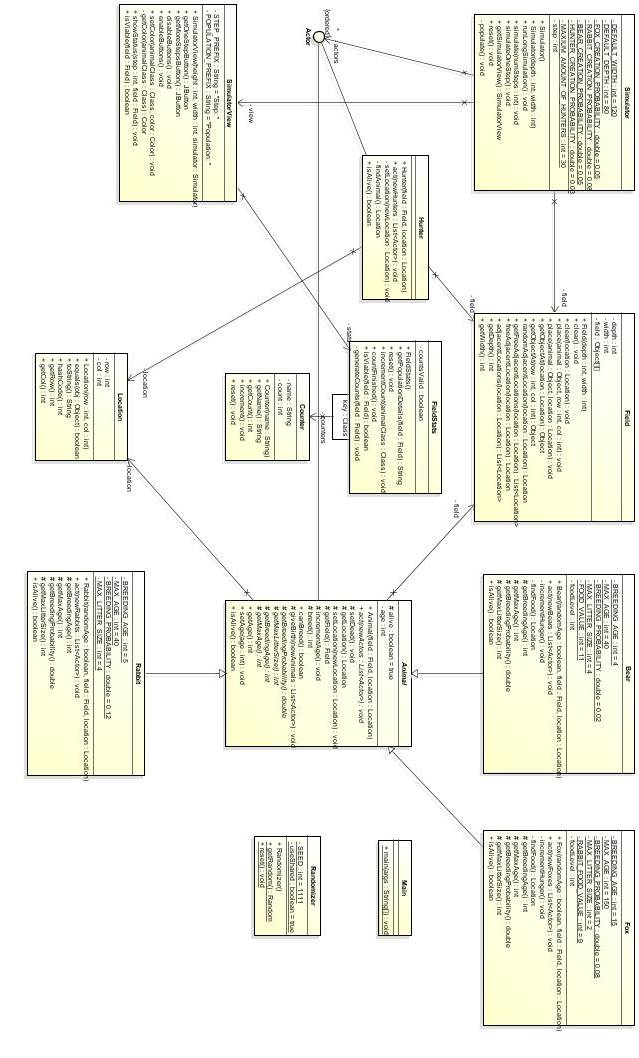 Simulator
- DEFAULT_WIDTH : int = 120
- DEFAULT_DEPTH : int = 80
- FOX_CREATION_PROBABILITY : double = 0.06
- RABBIT_CREATION_PROBABILITY : double = 0.08
- BEAR_CREATION_PROBABILITY : double = 0.05
- MAXIUM_AMOUNT_OF_HUNTERS : int = 30
- step : int
+ Simulator()
+ Simulator(depth : int, width : int)
+ runLongSimulation() : void
+ simulate(numSteps : int) : void
+ simulateOneStep() : void
+ getSimulatorView() : SimulatorView
+ reset() : void
- populate() : void
- field
Field
- depth : int
- width : int
- field : Object[][]
+ Field(depth : int, width : int)
+ clear() : void
+ clear(location : Location) : void
+ place(animal : Object, row : int, col : int) : void
+ place(animal : Object, location : Location) : void
+ getObjectAt(location : Location) : Object
+ getObjectAt(row : int, col : int) : Object
+ randomAdjacentLocation(location : Location) : Location
+ getFreeAdjacentLocations(location : Location) : List<Location>
+ freeAdjacentLocation(location : Location) : Location
+ adjacentLocations(location : Location) : List<Location>
+ getDepth() : int
+ getWidth() : int
Bear
- BREEDING_AGE : int = 4
- MAX_AGE : int = 40
- BREEDING_PROBABILITY : double = 0.02
- MAX_LITTER_SIZE : int = 4
- FOOD_VALUE : int = 11
- foodLevel : int
+ Bear(randomAge : boolean, field : Field, location : Location)
+ act(newBears : List<Actor>) : void
- incrementHunger() : void
- findFood() : Location
# getBreedingAge() : int
# getMaxAge() : int
# getBreedingProbability() : double
# getMaxLitterSize() : int
+ isAlive() : boolean
Fox
- BREEDING_AGE : int = 15
- MAX_AGE : int = 150
- BREEDING_PROBABILITY : double = 0.08
- MAX_LITTER_SIZE : int = 2
- RABBIT_FOOD_VALUE : int = 9
- foodLevel : int
+ Fox(randomAge : boolean, field : Field, location : Location)
+ act(newFoxes : List<Actor>) : void
- incrementHunger() : void
- findFood() : Location
# getBreedingAge() : int
# getMaxAge() : int
# getBreedingProbability() : double
# getMaxLitterSize() : int
+ isAlive() : boolean
Actor
{ordered}
*
- actors
Hunter
+ Hunter(field : Field, location : Location)
+ act(newHunters : List<Actor>) : void
- setLocation(newLocation : Location) : void
- findAnimal() : Location
+ isAlive() : boolean
- field
FieldStats
- countsValid : boolean
+ FieldStats()
+ getPopulationDetails(field : Field) : String
+ reset() : void
+ incrementCount(animalClass : Class) : void
+ countFinished() : void
+ isViable(field : Field) : boolean
- generateCounts(field : Field) : void
key : Class
- counters
- field
Animal
# alive : boolean = true
- age : int
+ Animal(field : Field, location : Location)
+ act(newActors : List<Actor>) : void
# setDead() : void
# getLocation() : Location
# setLocation(newLocation : Location) : void
# getField() : Field
# incrementAge() : void
# breed() : int
- canBreed() : boolean
# giveBirth(newAnimals : List<Actor>) : void
# getBreedingProbability() : double
# getMaxLitterSize() : int
# getBreedingAge() : int
# getMaxAge() : int
+ getAge() : int
+ setAge(age : int) : void
+ isAlive() : boolean
Main
+ main(args : String[]) : void
SimulatorView
- STEP_PREFIX : String = "Step: "
- POPULATION_PREFIX : String = "Population: "
+ SimulatorView(height : int, width : int, simulator : Simulator)
+ getOneStepButton() : JButton
+ getMoreStepsButton() : JButton
+ disableButtons() : void
+ enableButtons() : void
+ setColor(animalClass : Class, color : Color) : void
- getColor(animalClass : Class) : Color
+ showStatus(step : int, field : Field) : void
+ isViable(field : Field) : boolean
- view
Counter
- name : String
- count : int
+ Counter(name : String)
+ getName() : String
+ getCount() : int
+ increment() : void
+ reset() : void
Randomizer
- SEED : int = 1111
- useShared : boolean = true
+ Randomizer()
+ getRandom() : Random
+ reset() : void
- location
Location
- row : int
- col : int
+ Location(row : int, col : int)
+ equals(obj : Object) : boolean
+ toString() : String
+ hashCode() : int
+ getRow() : int
+ getCol() : int
- location
Rabbit
- BREEDING_AGE : int = 5
- MAX_AGE : int = 40
- BREEDING_PROBABILITY : double = 0.12
- MAX_LITTER_SIZE : int = 4
+ Rabbit(randomAge : boolean, field : Field, location : Location)
+ act(newRabbits : List<Actor>) : void
# getBreedingAge() : int
# getMaxAge() : int
# getBreedingProbability() : double
# getMaxLitterSize() : int
+ isAlive() : boolean